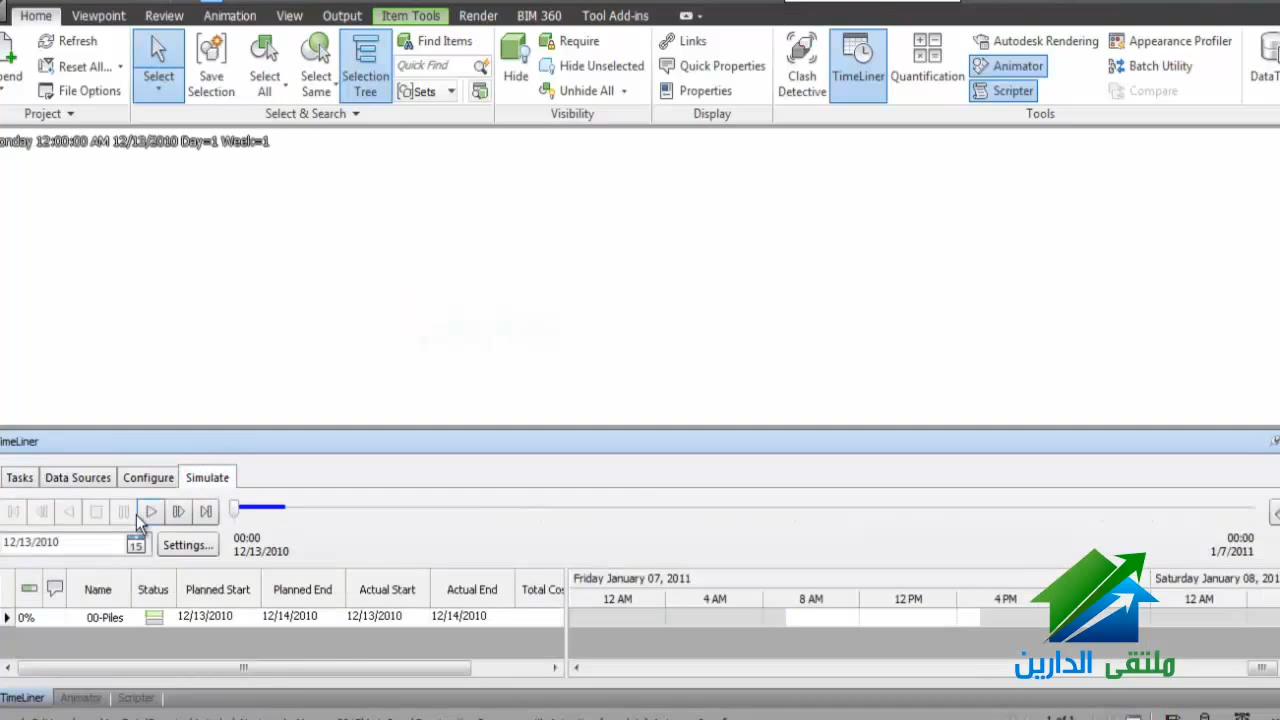 Home Viewpoint Review Animation View Output Item Tools Render BIM 360 Tool Add-ins
Refresh
Reset All...
File Options
Project
Select
Save Selection
Select All
Select Same
Selection Tree
Find Items
Quick Find
Sets
Select & Search
Hide
Require
Hide Unselected
Unhide All
Visibility
Links
Quick Properties
Properties
Display
Clash Detective
TimeLiner
Quantification
Autodesk Rendering
Animator
Scripter
Appearance Profiler
Batch Utility
Compare
DataT
Tools
onday 12:00:00 AM 12/13/2010 Day=1 Week=1
imeLiner
Tasks Data Sources Configure Simulate
12/13/2010 15 Settings...
00:00
12/13/2010
00:00
1/7/2011
Name Status Planned Start Planned End Actual Start Actual End Total Cos
0% 00-Piles 12/13/2010 12/14/2010 12/13/2010 12/14/2010
Friday January 07, 2011 Saturday January 08, 201
12 AM 4 AM 8 AM 12 PM 4 PM 12 AM
ملتقى الدارين
TimeLiner Animator Scripter